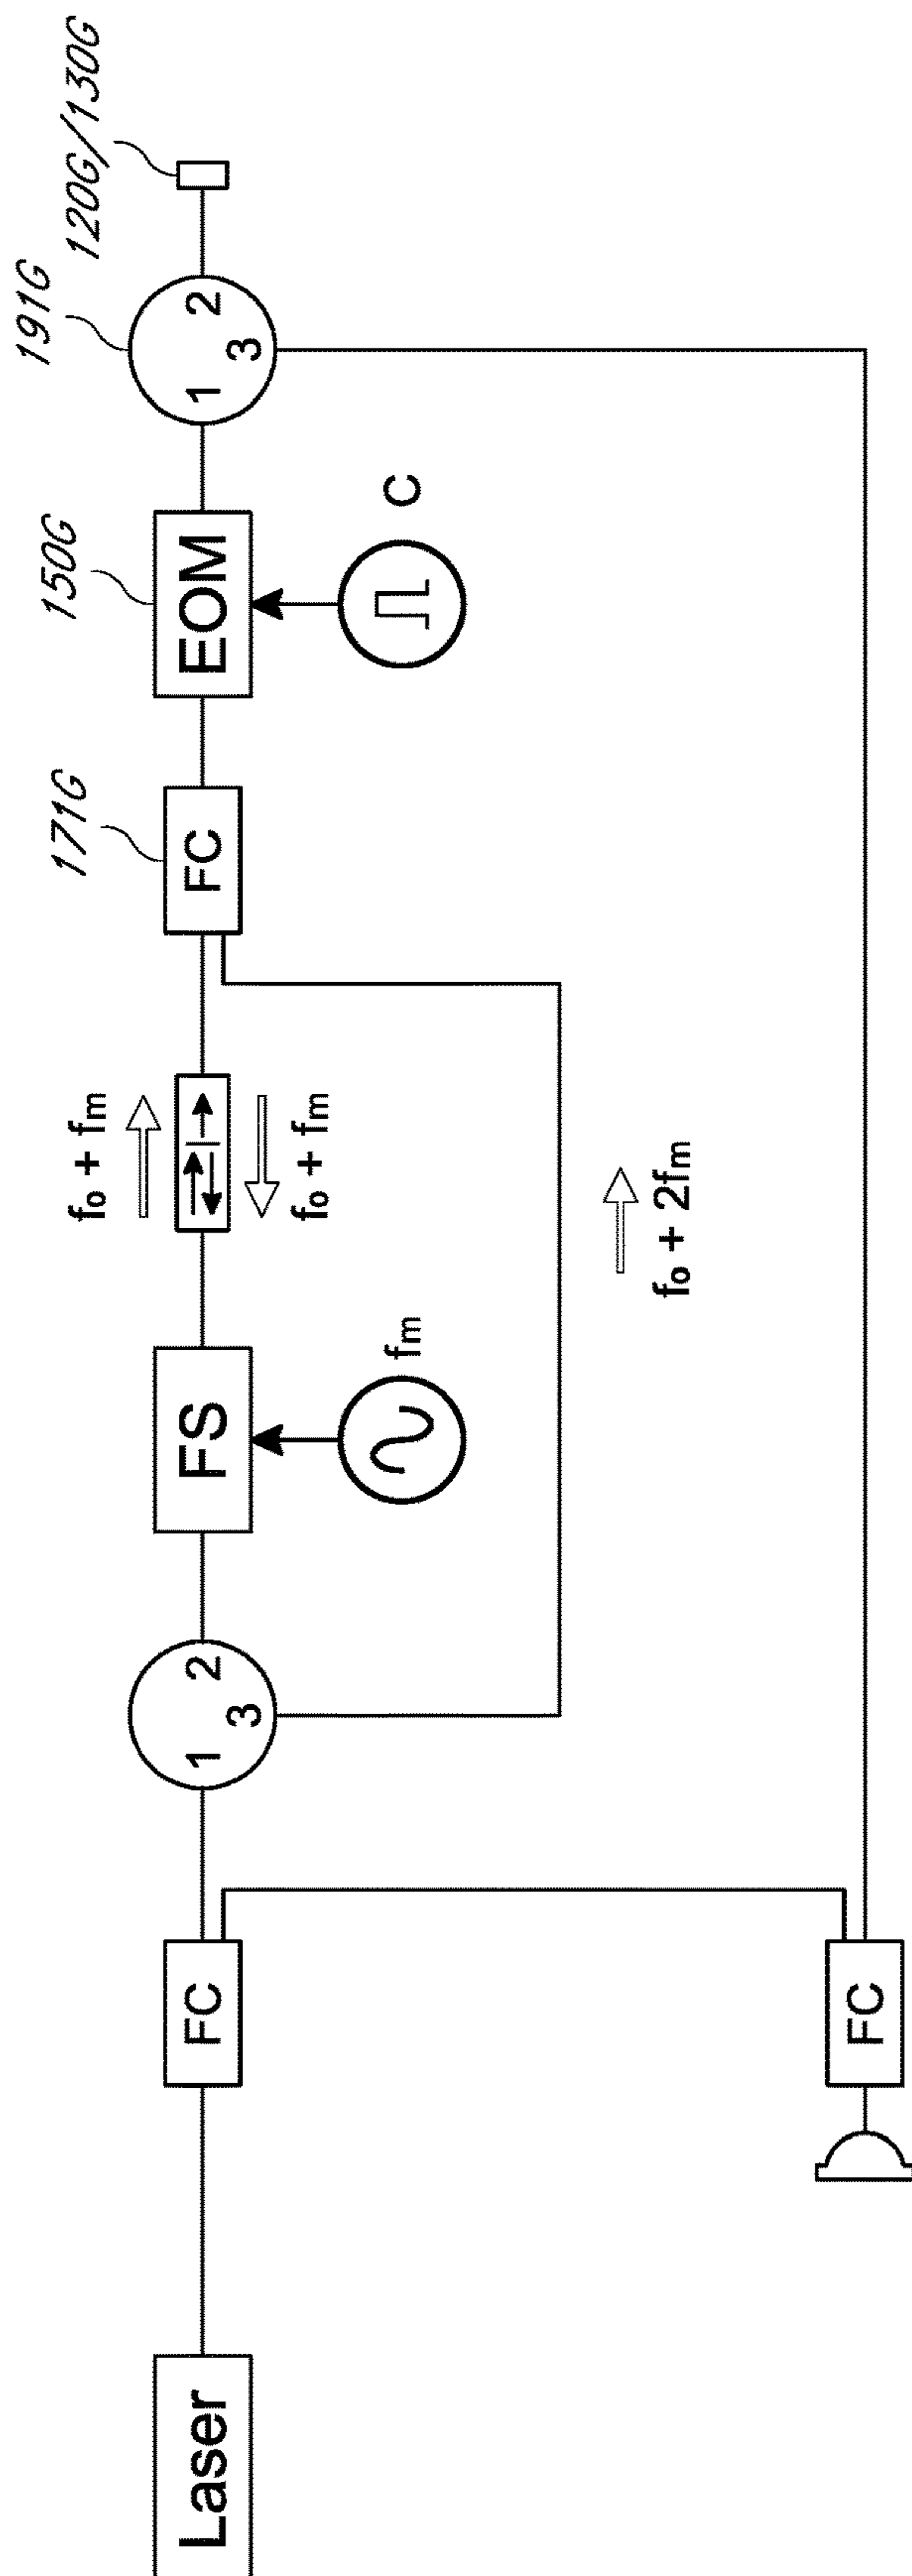 120G/130G
191G
150G
171G
1 2
3
EOM
C
FC
f₀ + fₘ
f₀ + fₘ
f₀ + 2fₘ
FS
fₘ
1 2
3
FC
FC
Laser